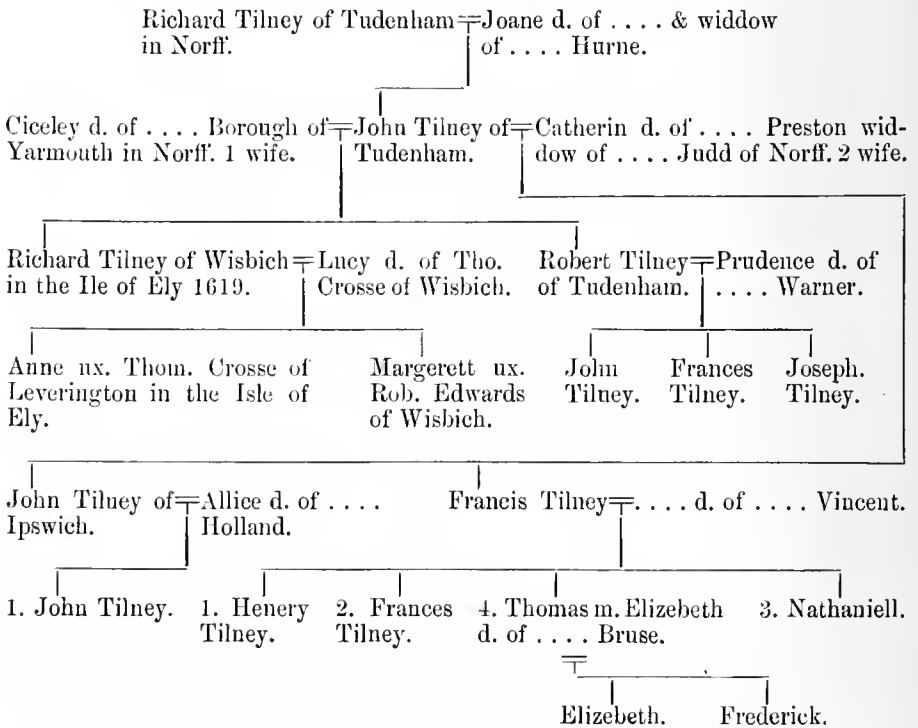 Richard Tilney of Tudenham Joane d. of .... & widdow
in Norff. of .... Hurne.
Ciceley d. of .... Borough of John Tilney of Catherin d. of .... Preston wid-
Yarmouth in Norff. 1 wife. Tudenham. dow of .... Judd of Norff. 2 wife.
Richard Tilney of Wisbich Lucy d. of Tho. Robert Tilney Prudence d. of
in the Ile of Ely 1619. Crosse of Wisbich. of Tudenham. .... Warner.
Anne ux. Thom. Crosse of Margerett ux. John Frances Joseph.
Leverington in the Isle of Rob. Edwards Tilney. Tilney. Tilney.
Ely. of Wisbich.
John Tilney of Allice d. of .... Francis Tilney .... d. of .... Vincent.
Ipswich. Holland.
1. John Tilney. 1. Henery 2. Frances 4. Thomas m. Elizebeth 3. Nathaniell.
Tilney. Tilney. d. of .... Bruse.
Elizebeth. Frederick.